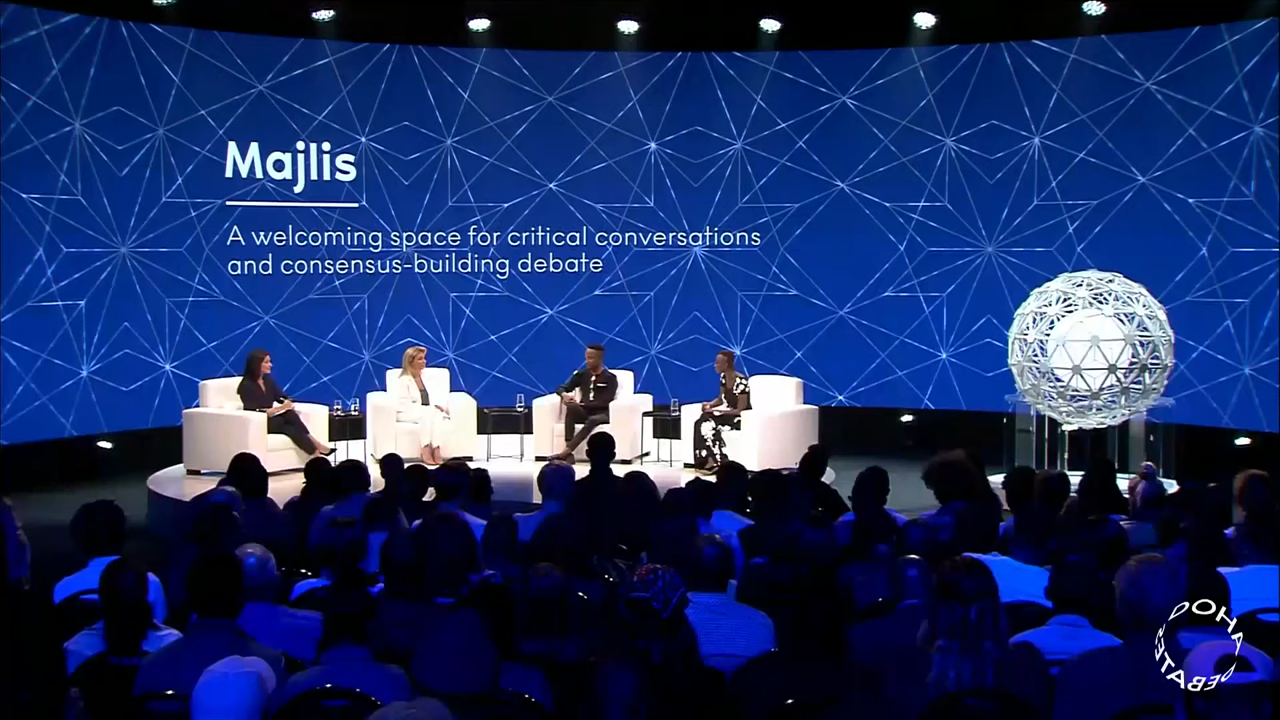 Majlis
A welcoming space for critical conversations
and consensus-building debate
DOHA
DEBATES